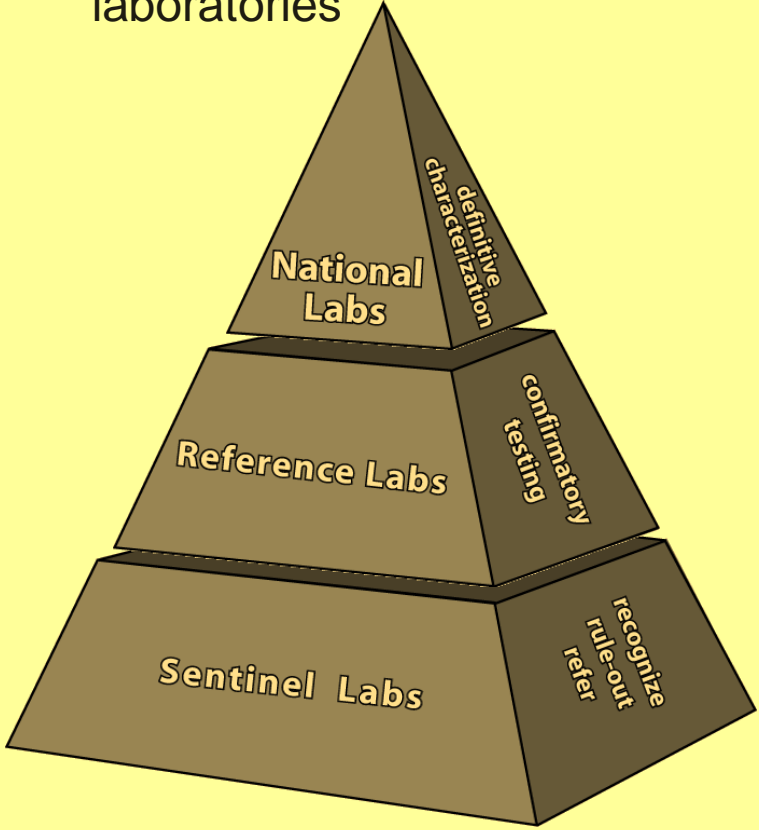 laboratories
National
Labs
definitive
characterization
Reference Labs
confirmatory
testing
Sentinel Labs
recognize
rule-out
refer